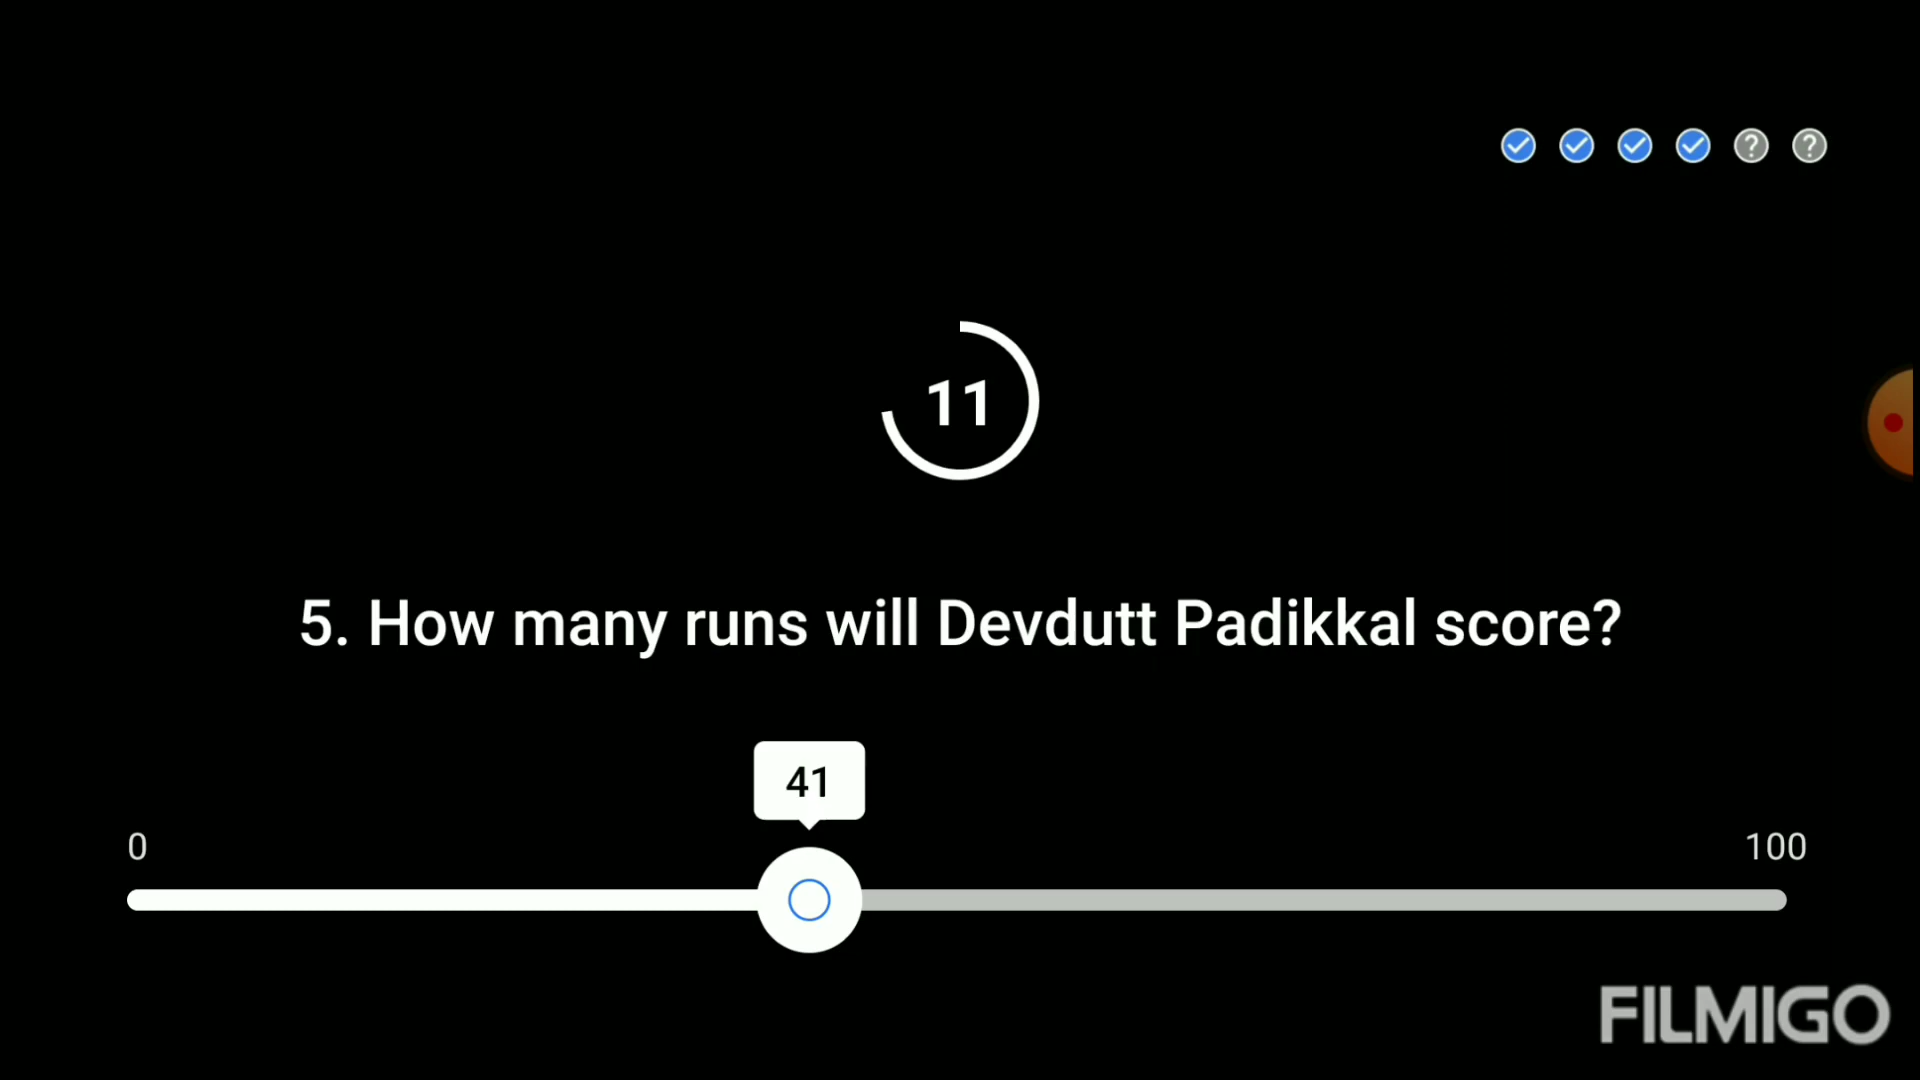 ? ?
11
5. How many runs will Devdutt Padikkal score?
41
0 100
FILMIGO